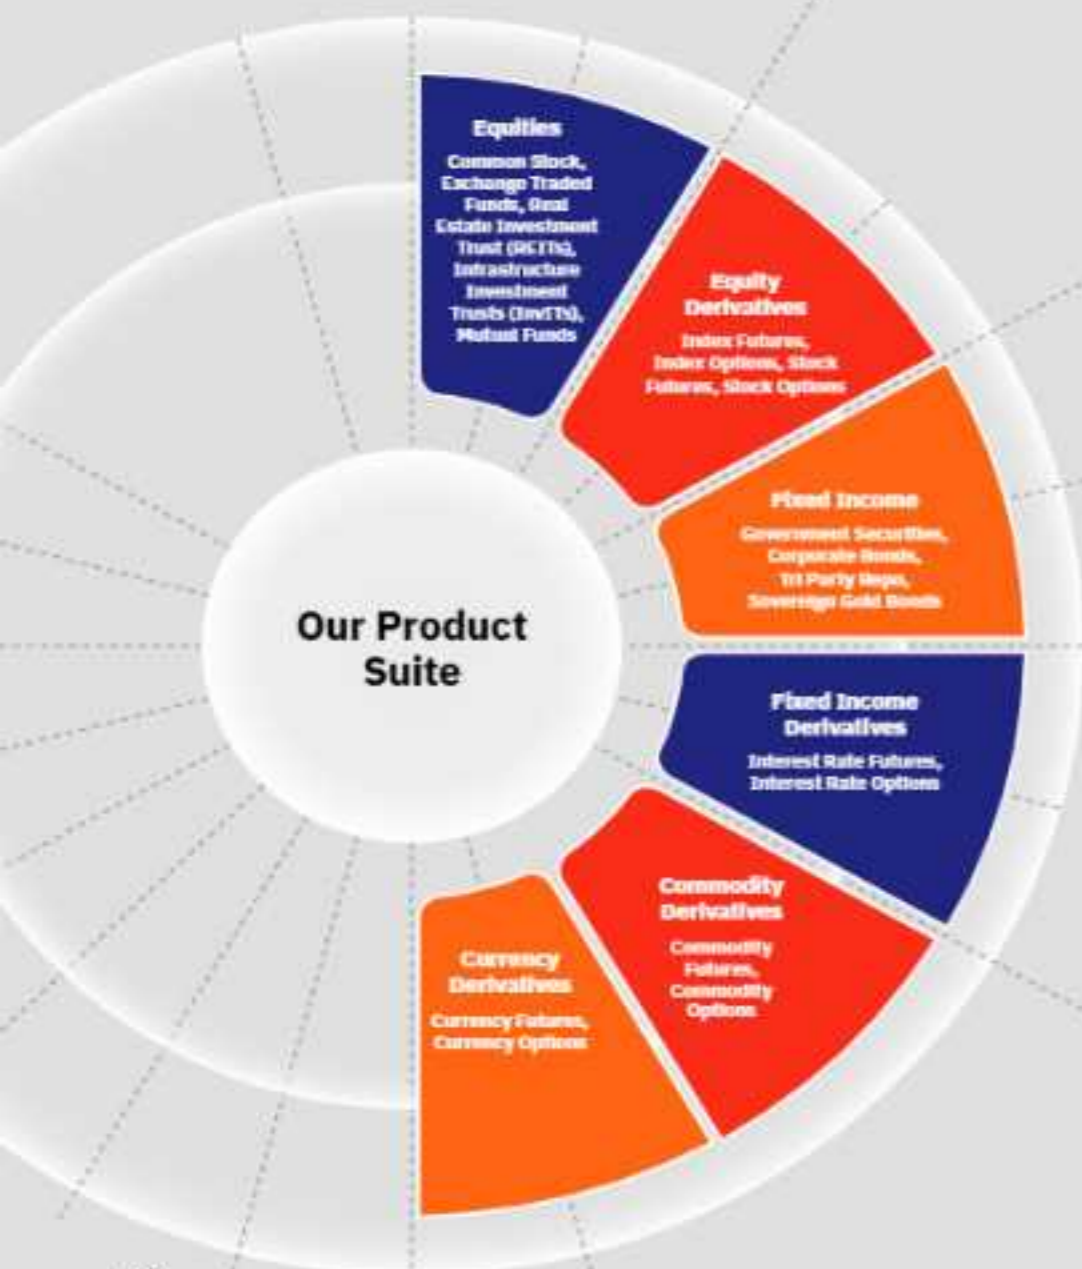 Equities
Common Stock,
Exchange Traded
Funds, Real
Estate Investment
Trust (REITs),
Infrastructure
Investment
Trusts (InvITs),
Mutual Funds
Equity
Derivatives
Index Futures,
Index Options, Stock
Futures, Stock Options
Fixed Income
Government Securities,
Corporate Bonds,
Tri Party Repo,
Sovereign Gold Bonds
Our Product
Suite
Fixed Income
Derivatives
Interest Rate Futures,
Interest Rate Options
Commodity
Derivatives
Commodity
Futures,
Commodity
Options
Currency
Derivatives
Currency Futures,
Currency Options